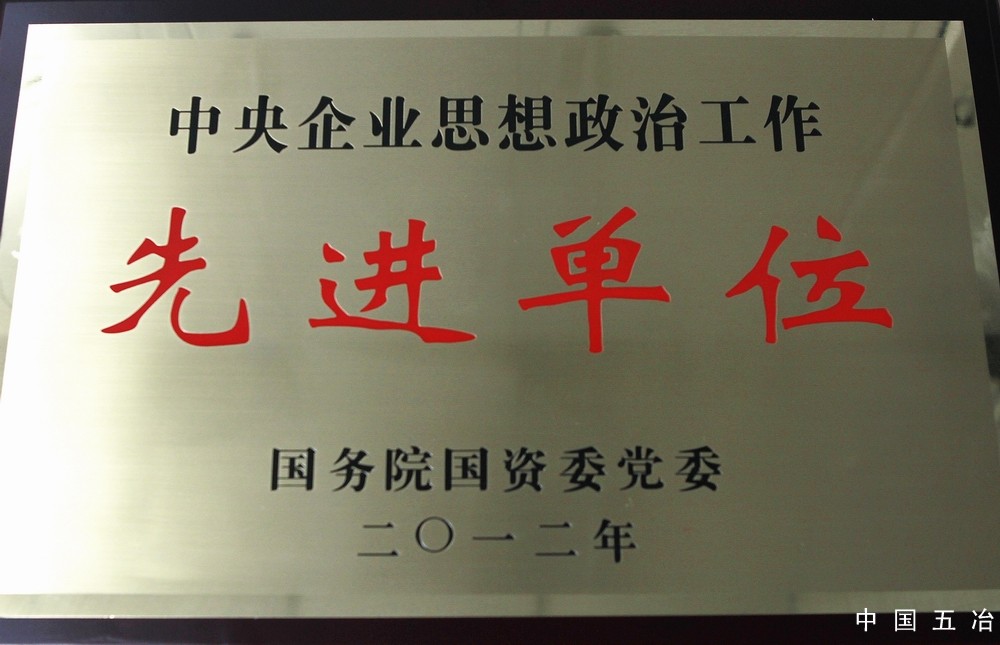 中央企业思想政治工作
先进单位
国务院国资委党委
二〇一二年
中国五冶